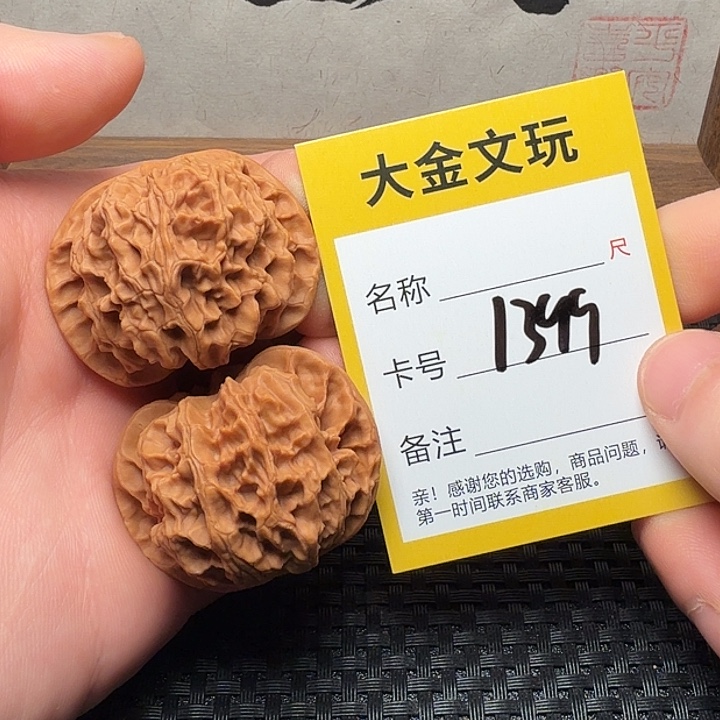 大金文玩
名称 尺
卡号 1399
备注
亲！感谢您的选购，商品问题，
第一时间联系商家客服。